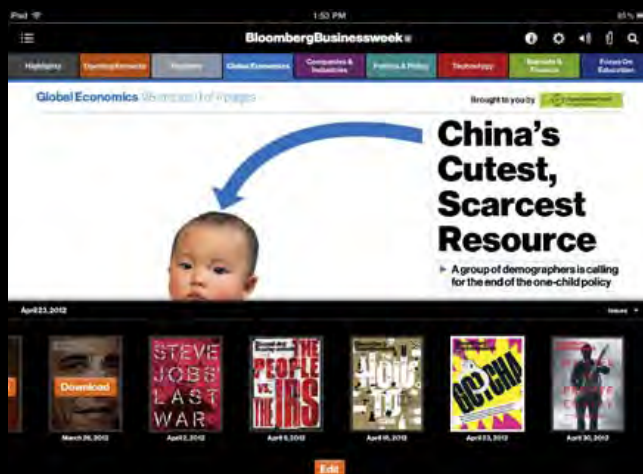 iPad
1:53 PM
BloombergBusinessweek
Highlights
Opening Remarks
Global Economics
Companies & Industries
Politics & Policy
Technology
Markets & Finance
Focus On Education
Global Economics
Brought to you by
China's
Cutest,
Scarcest
Resource
A group of demographers is calling
for the end of the one-child policy
April 23, 2012
Issues
Download
STEVE
JOBS'
LAST
WAR
THE
PEOPLE
VS.
THE IRS
HOW
TO
GOTCHA
March 26, 2012
April 2, 2012
April 9, 2012
April 16, 2012
April 23, 2012
April 30, 2012
Edit